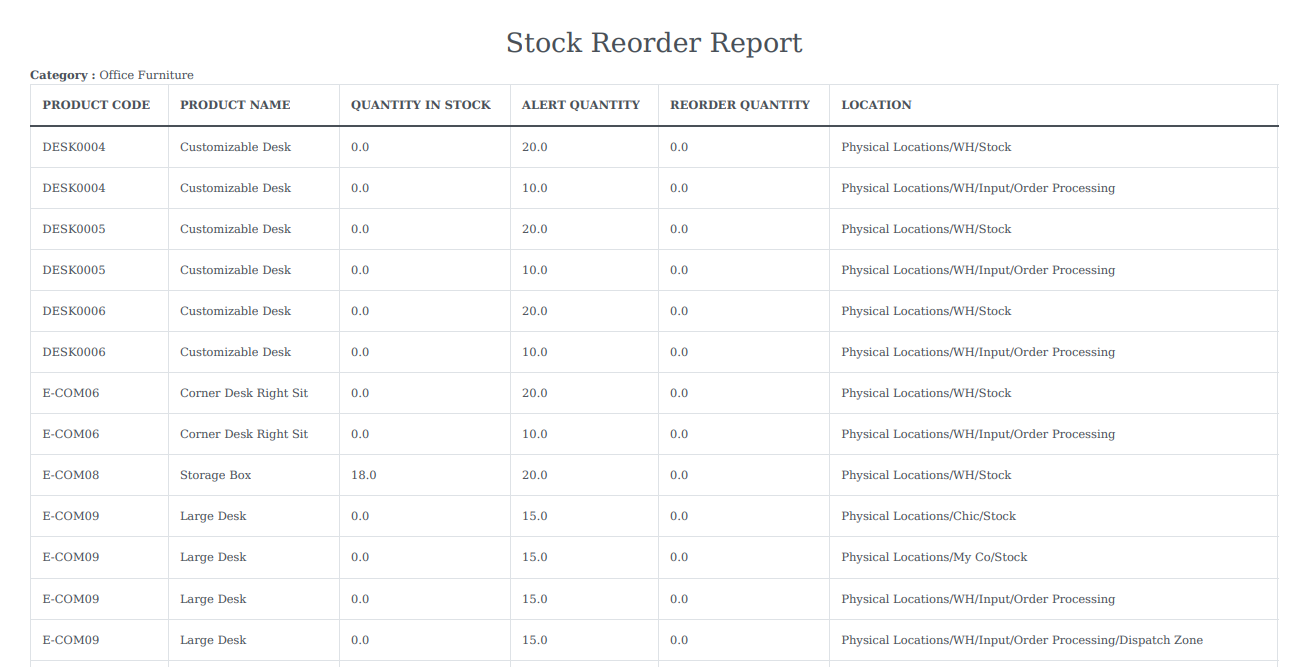 Stock Reorder Report
Category : Office Furniture
PRODUCT CODE PRODUCT NAME QUANTITY IN STOCK ALERT QUANTITY REORDER QUANTITY LOCATION
DESK0004 Customizable Desk 0.0 20.0 0.0 Physical Locations/WH/Stock
DESK0004 Customizable Desk 0.0 10.0 0.0 Physical Locations/WH/Input/Order Processing
DESK0005 Customizable Desk 0.0 20.0 0.0 Physical Locations/WH/Stock
DESK0005 Customizable Desk 0.0 10.0 0.0 Physical Locations/WH/Input/Order Processing
DESK0006 Customizable Desk 0.0 20.0 0.0 Physical Locations/WH/Stock
DESK0006 Customizable Desk 0.0 10.0 0.0 Physical Locations/WH/Input/Order Processing
E-COM06 Corner Desk Right Sit 0.0 20.0 0.0 Physical Locations/WH/Stock
E-COM06 Corner Desk Right Sit 0.0 10.0 0.0 Physical Locations/WH/Input/Order Processing
E-COM08 Storage Box 18.0 20.0 0.0 Physical Locations/WH/Stock
E-COM09 Large Desk 0.0 15.0 0.0 Physical Locations/Chic/Stock
E-COM09 Large Desk 0.0 15.0 0.0 Physical Locations/My Co/Stock
E-COM09 Large Desk 0.0 15.0 0.0 Physical Locations/WH/Input/Order Processing
E-COM09 Large Desk 0.0 15.0 0.0 Physical Locations/WH/Input/Order Processing/Dispatch Zone